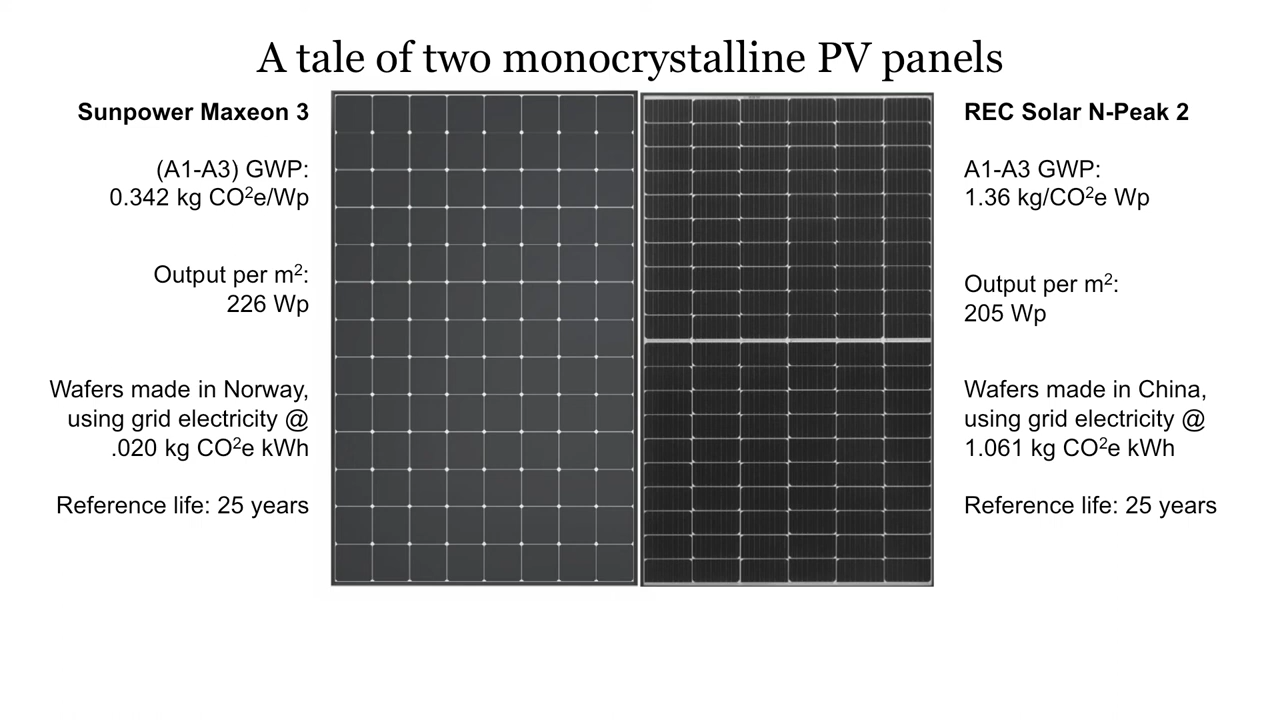 A tale of two monocrystalline PV panels
Sunpower Maxeon 3
(A1-A3) GWP:
0.342 kg CO²e/Wp
Output per m²:
226 Wp
Wafers made in Norway,
using grid electricity @
.020 kg CO²e kWh
Reference life: 25 years
REC Solar N-Peak 2
A1-A3 GWP:
1.36 kg/CO²e Wp
Output per m²:
205 Wp
Wafers made in China,
using grid electricity @
1.061 kg CO²e kWh
Reference life: 25 years